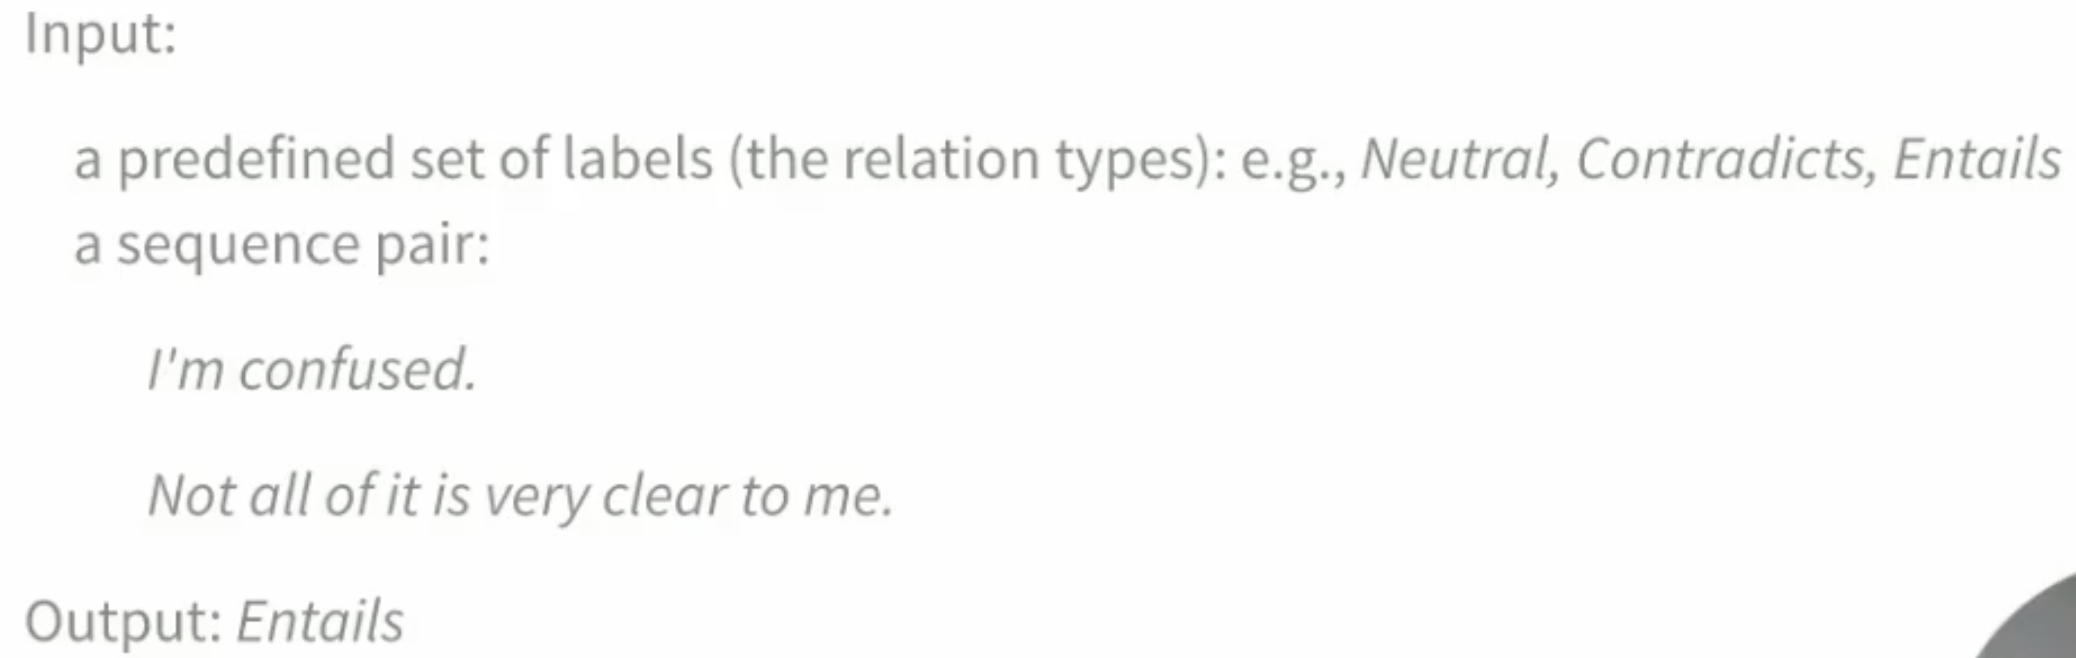 Input:
a predefined set of labels (the relation types): e.g., Neutral, Contradicts, Entails
a sequence pair:
I'm confused.
Not all of it is very clear to me.
Output: Entails